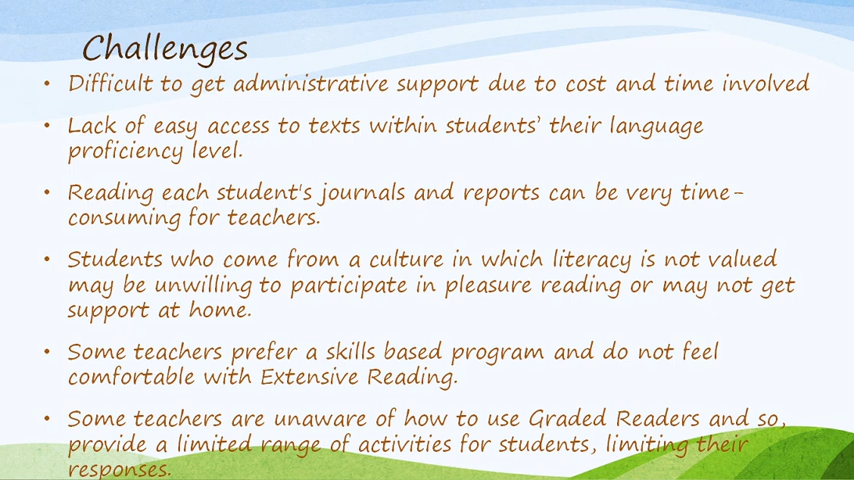 Challenges
• Difficult to get administrative support due to cost and time involved
• Lack of easy access to texts within students’ their language
proficiency level.
• Reading each student's journals and reports can be very time-
consuming for teachers.
• Students who come from a culture in which literacy is not valued
may be unwilling to participate in pleasure reading or may not get
support at home.
• Some teachers prefer a skills based program and do not feel
comfortable with Extensive Reading.
• Some teachers are unaware of how to use Graded Readers and so,
provide a limited range of activities for students, limiting their
responses.